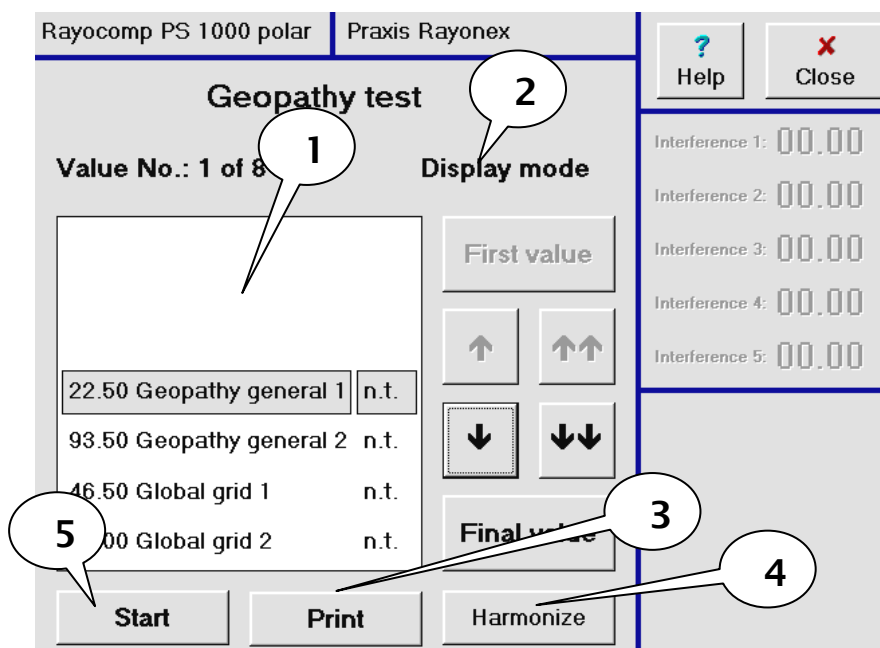 Rayocomp PS 1000 polar
Praxis Rayonex
?
Help
X
Close
Geopathy test
2
1
Value No.: 1 of 8
Display mode
Interference 1: 00.00
Interference 2: 00.00
Interference 3: 00.00
Interference 4: 00.00
Interference 5: 00.00
First value
↑ ↑↑
22.50 Geopathy general 1 n.t.
93.50 Geopathy general 2 n.t.
↓ ↓↓
46.50 Global grid 1 n.t.
00 Global grid 2 n.t.
Final value
3
5
4
Start
Print
Harmonize